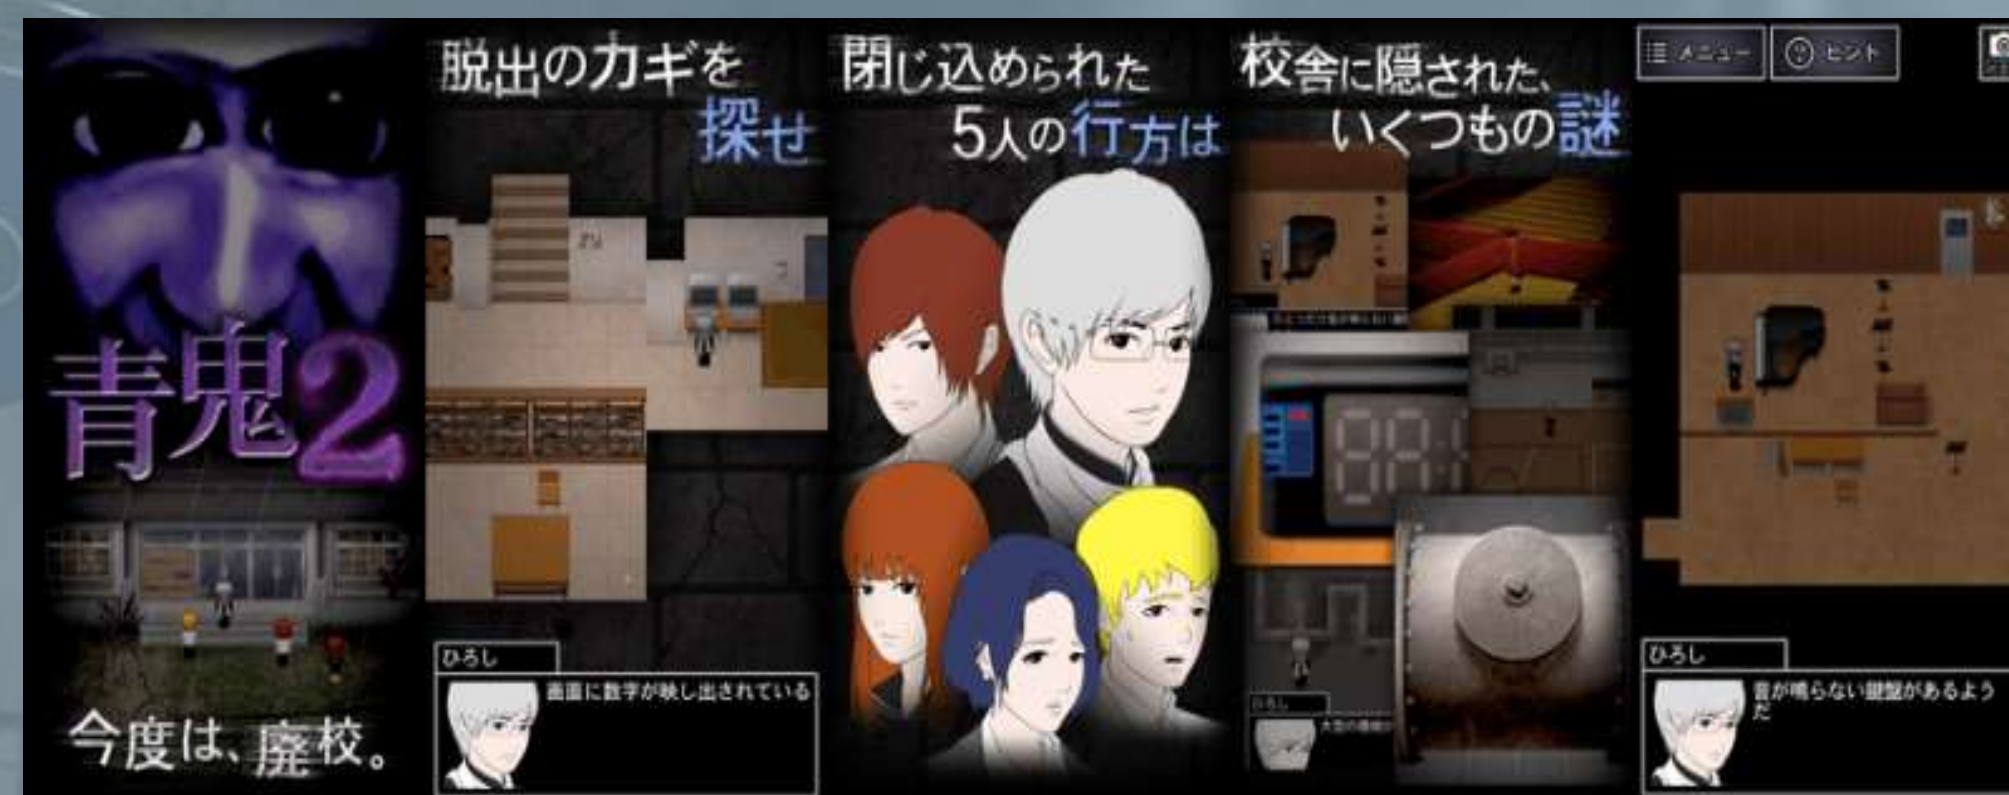 青鬼2
今度は、廃校。
脱出のカギを
探せ
ひろし
画面に数字が映し出されている
閉じ込められた
5人の行方は
校舎に隠された、
いくつもの謎
ひろし
メニュー
ヒント
ひろし
音が鳴らない鍵盤があるよう
だ